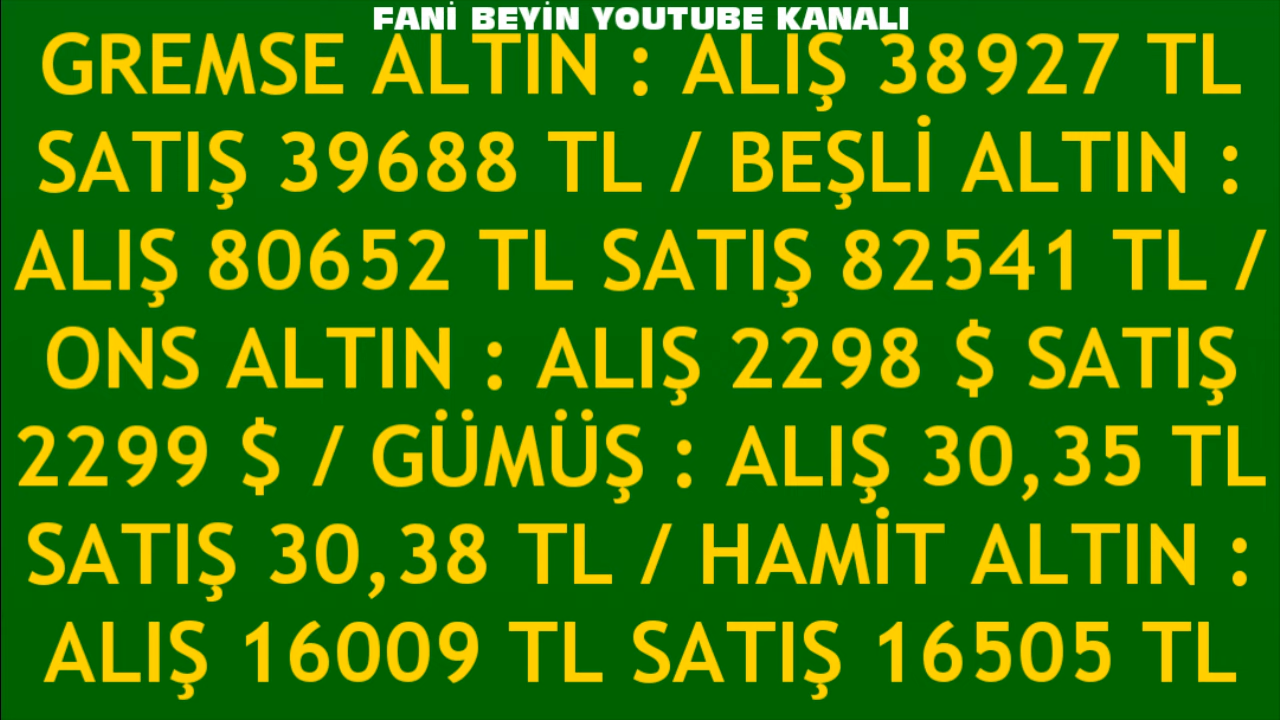 FANİ BEYİN YOUTUBE KANALI
GREMSE ALTIN : ALIŞ 38927 TL
SATIŞ 39688 TL / BEŞLİ ALTIN :
ALIŞ 80652 TL SATIŞ 82541 TL /
ONS ALTIN : ALIŞ 2298 $ SATIŞ
2299 $ / GÜMÜŞ : ALIŞ 30,35 TL
SATIŞ 30,38 TL / HAMİT ALTIN :
ALIŞ 16009 TL SATIŞ 16505 TL